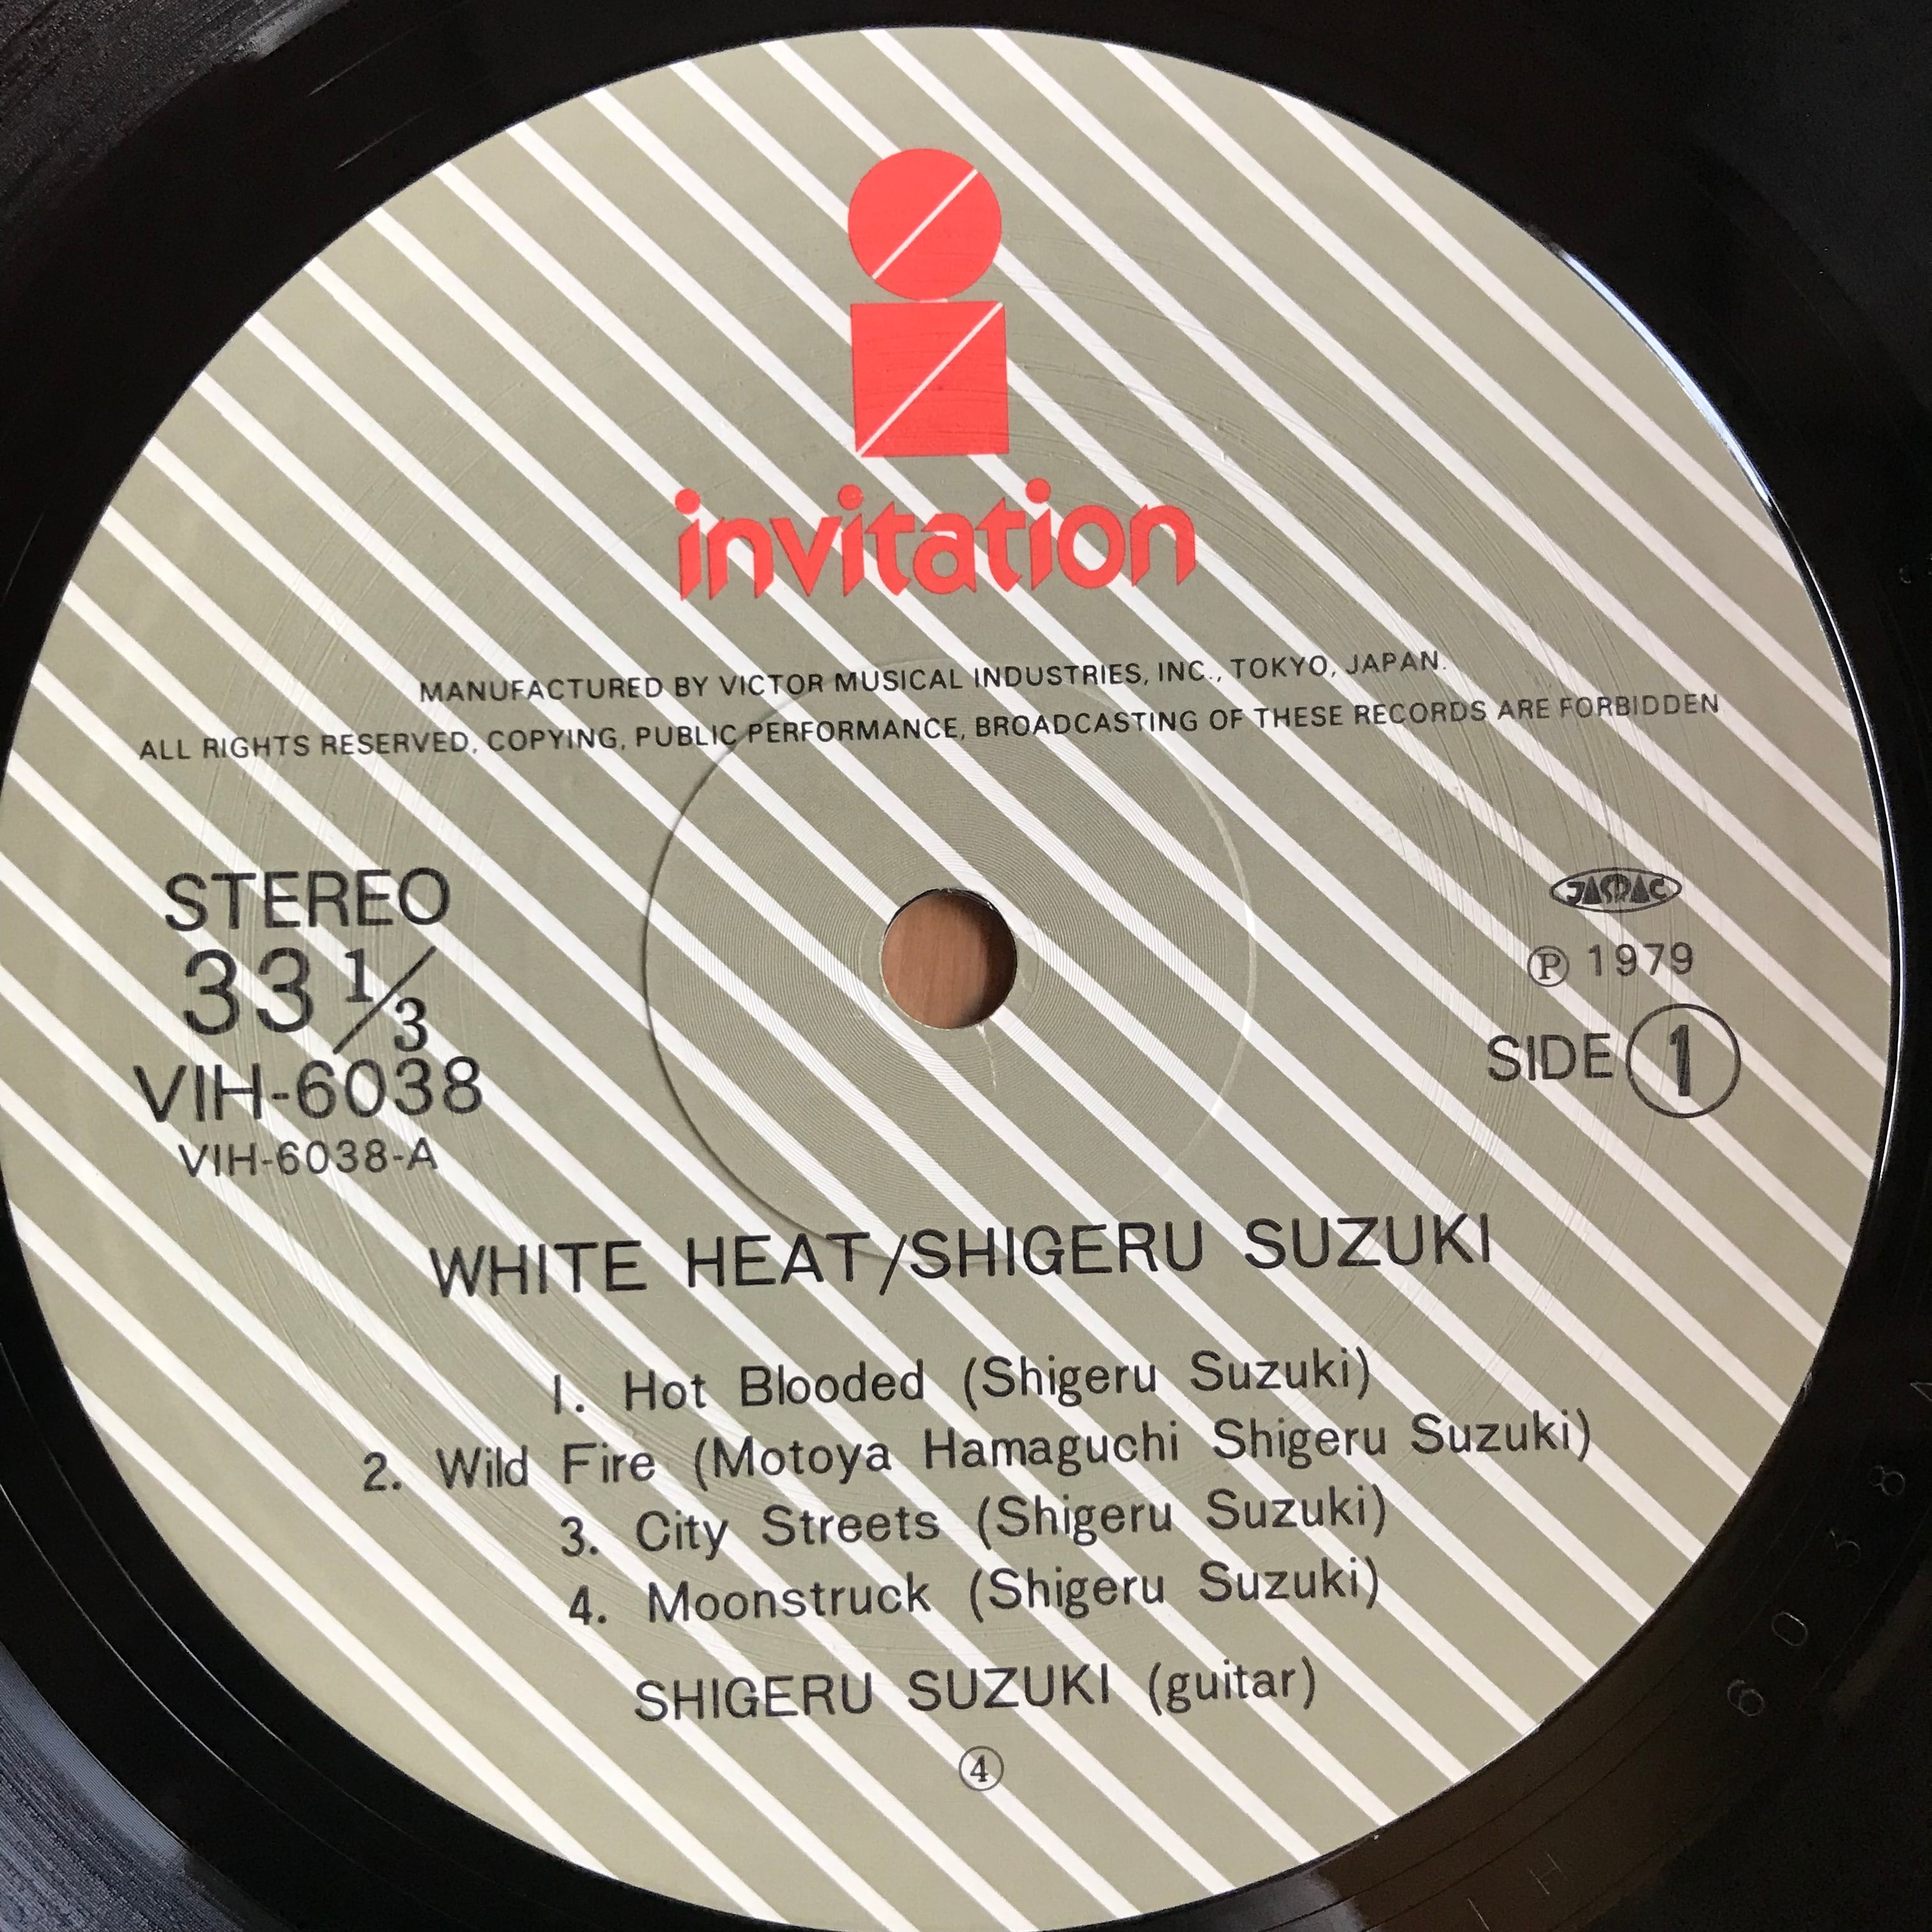 invitation
MANUFACTURED BY VICTOR MUSICAL INDUSTRIES, INC., TOKYO, JAPAN.
ALL RIGHTS RESERVED, COPYING, PUBLIC PERFORMANCE, BROADCASTING OF THESE RECORDS ARE FORBIDDEN
STEREO
33 1/3
VIH-6038
VIH-6038-A
JASRAC
Ⓟ 1979
SIDE ①
WHITE HEAT/SHIGERU SUZUKI
1. Hot Blooded (Shigeru Suzuki)
2. Wild Fire (Motoya Hamaguchi Shigeru Suzuki)
3. City Streets (Shigeru Suzuki)
4. Moonstruck (Shigeru Suzuki)
SHIGERU SUZUKI (guitar)
④